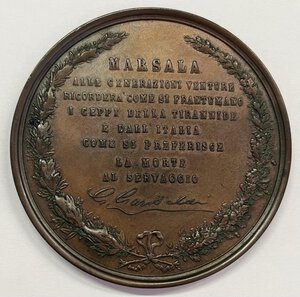 MARSALA
ALLE GENERAZIONI VENTURE
RICORDERÀ COME SI FRANTUMANO
I CEPPI DELLA TIRANNIDE
E DALL'ITALIA
COME SI PREFERISCE
LA MORTE
AL SERVAGGIO
G. Garibaldi